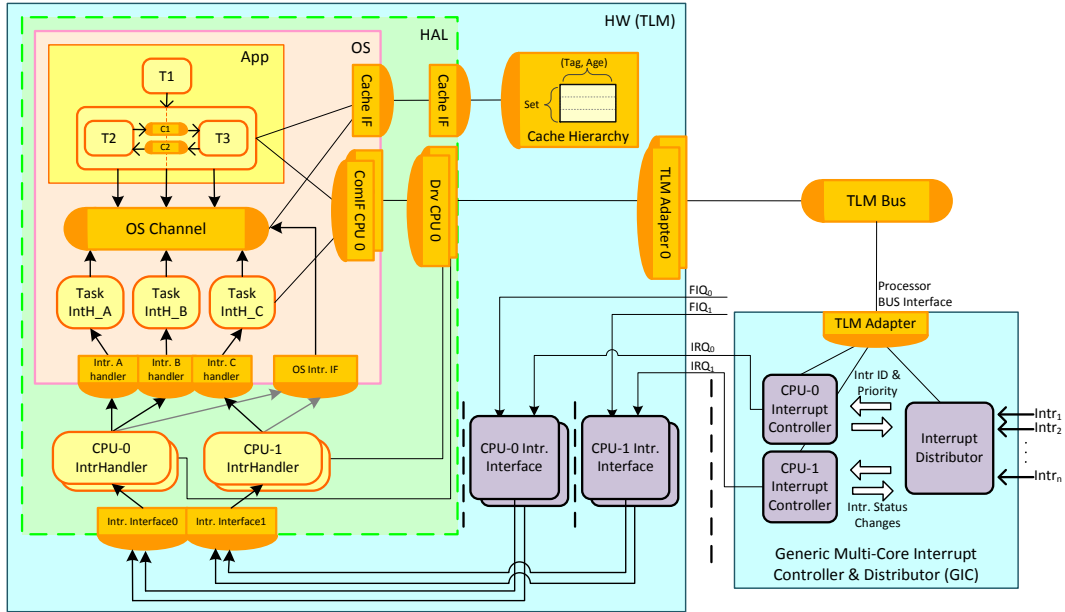 HW (TLM)
HAL
OS
App
T1
T2
C1
C2
T3
OS Channel
Task
IntH_A
Task
IntH_B
Task
IntH_C
Intr. A
handler
Intr. B
handler
Intr. C
handler
OS Intr. IF
CPU-0
IntrHandler
CPU-1
IntrHandler
Intr. Interface0
Intr. Interface1
Cache IF
Cache IF
ComIF CPU 0
Drv CPU 0
(Tag, Age)
Set
Cache Hierarchy
TLM Adapter 0
TLM Bus
Processor
BUS Interface
FIQ0
FIQ1
IRQ0
IRQ1
CPU-0 Intr.
Interface
CPU-1 Intr.
Interface
TLM Adapter
CPU-0
Interrupt
Controller
CPU-1
Interrupt
Controller
Intr ID &
Priority
Intr. Status
Changes
Interrupt
Distributor
Intr1
Intr2
Intrn
Generic Multi-Core Interrupt
Controller & Distributor (GIC)